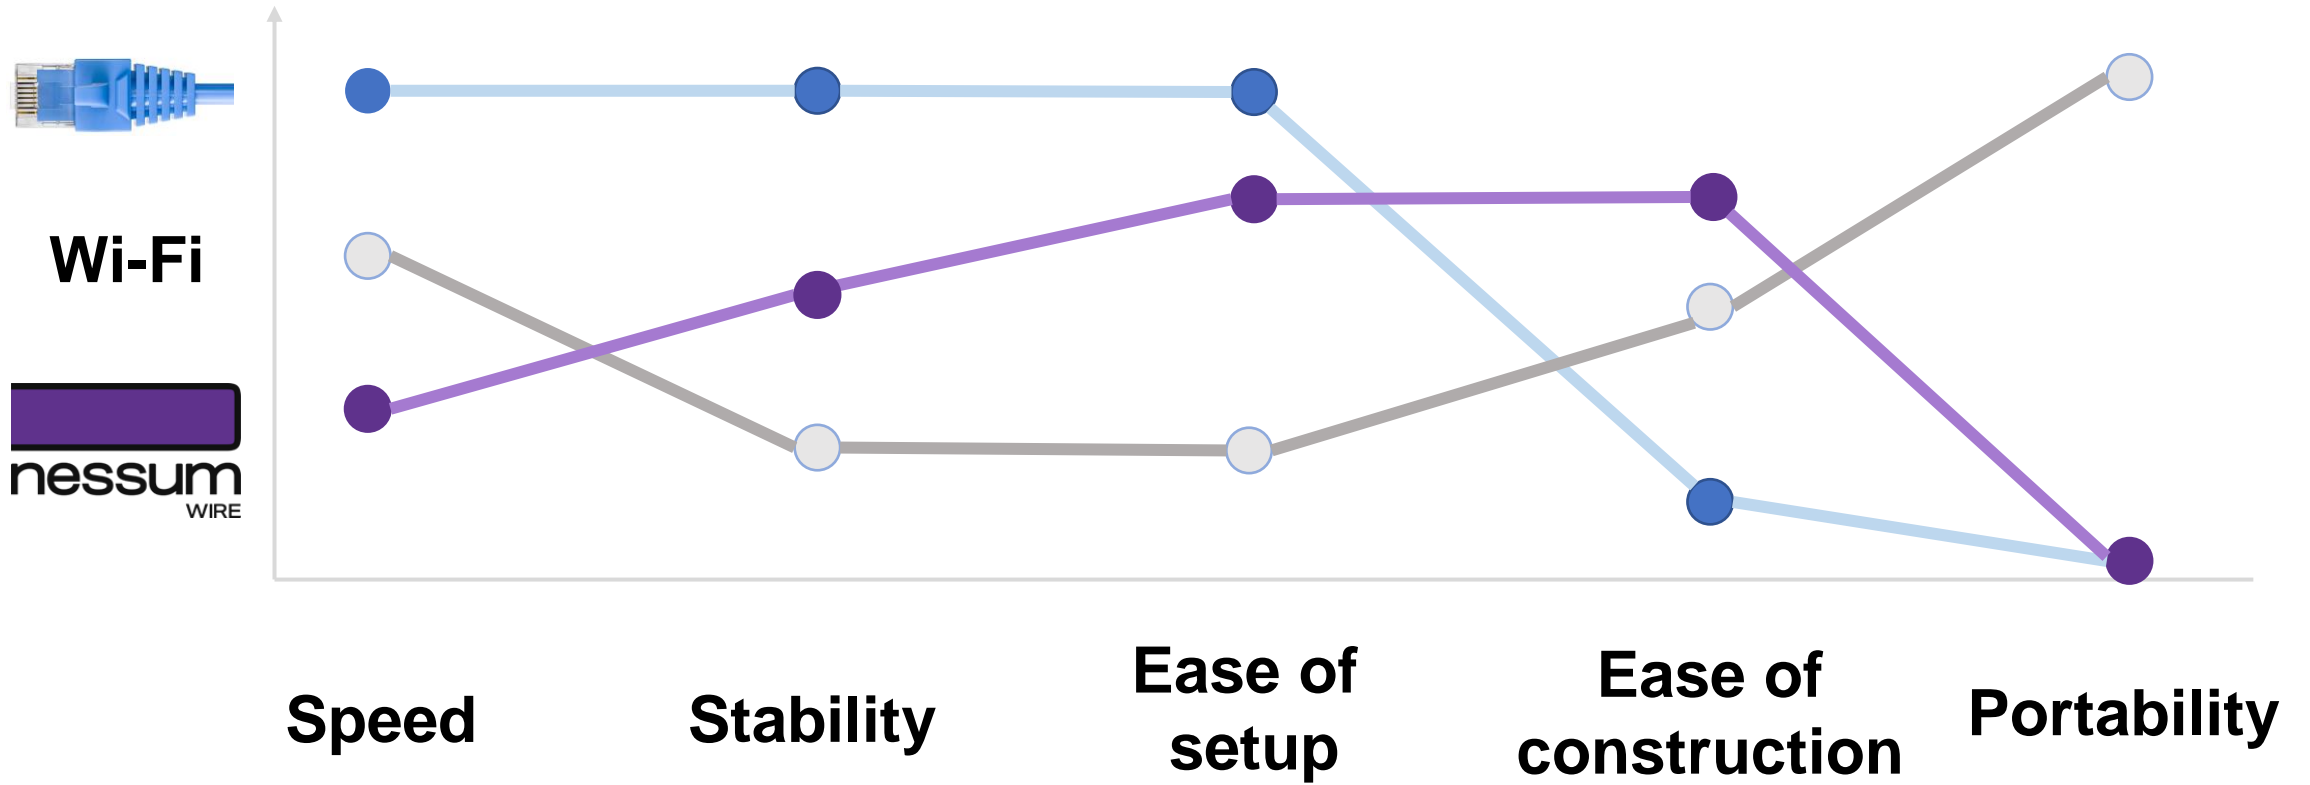 Wi-Fi
nessum
WIRE
Speed
Stability
Ease of
setup
Ease of
construction
Portability